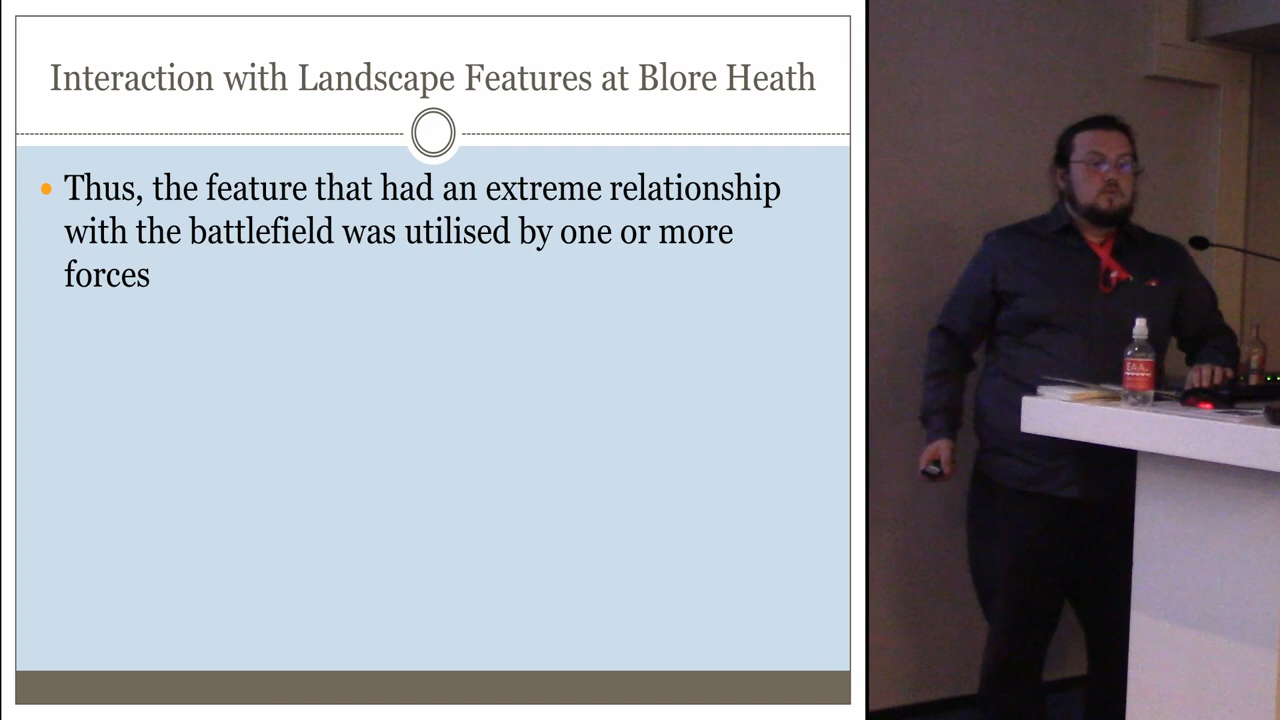 Interaction with Landscape Features at Blore Heath
Thus, the feature that had an extreme relationship
with the battlefield was utilised by one or more
forces
EAA